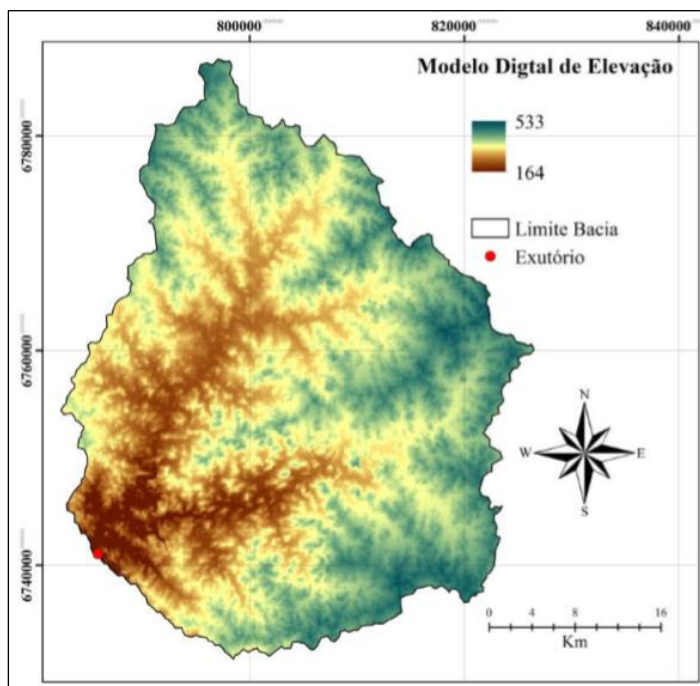 800000 820000 840000
Modelo Digtal de Elevação
533
164
Limite Bacia
Exutório
6780000
6760000
6740000
N
W E
S
0 4 8 16
Km